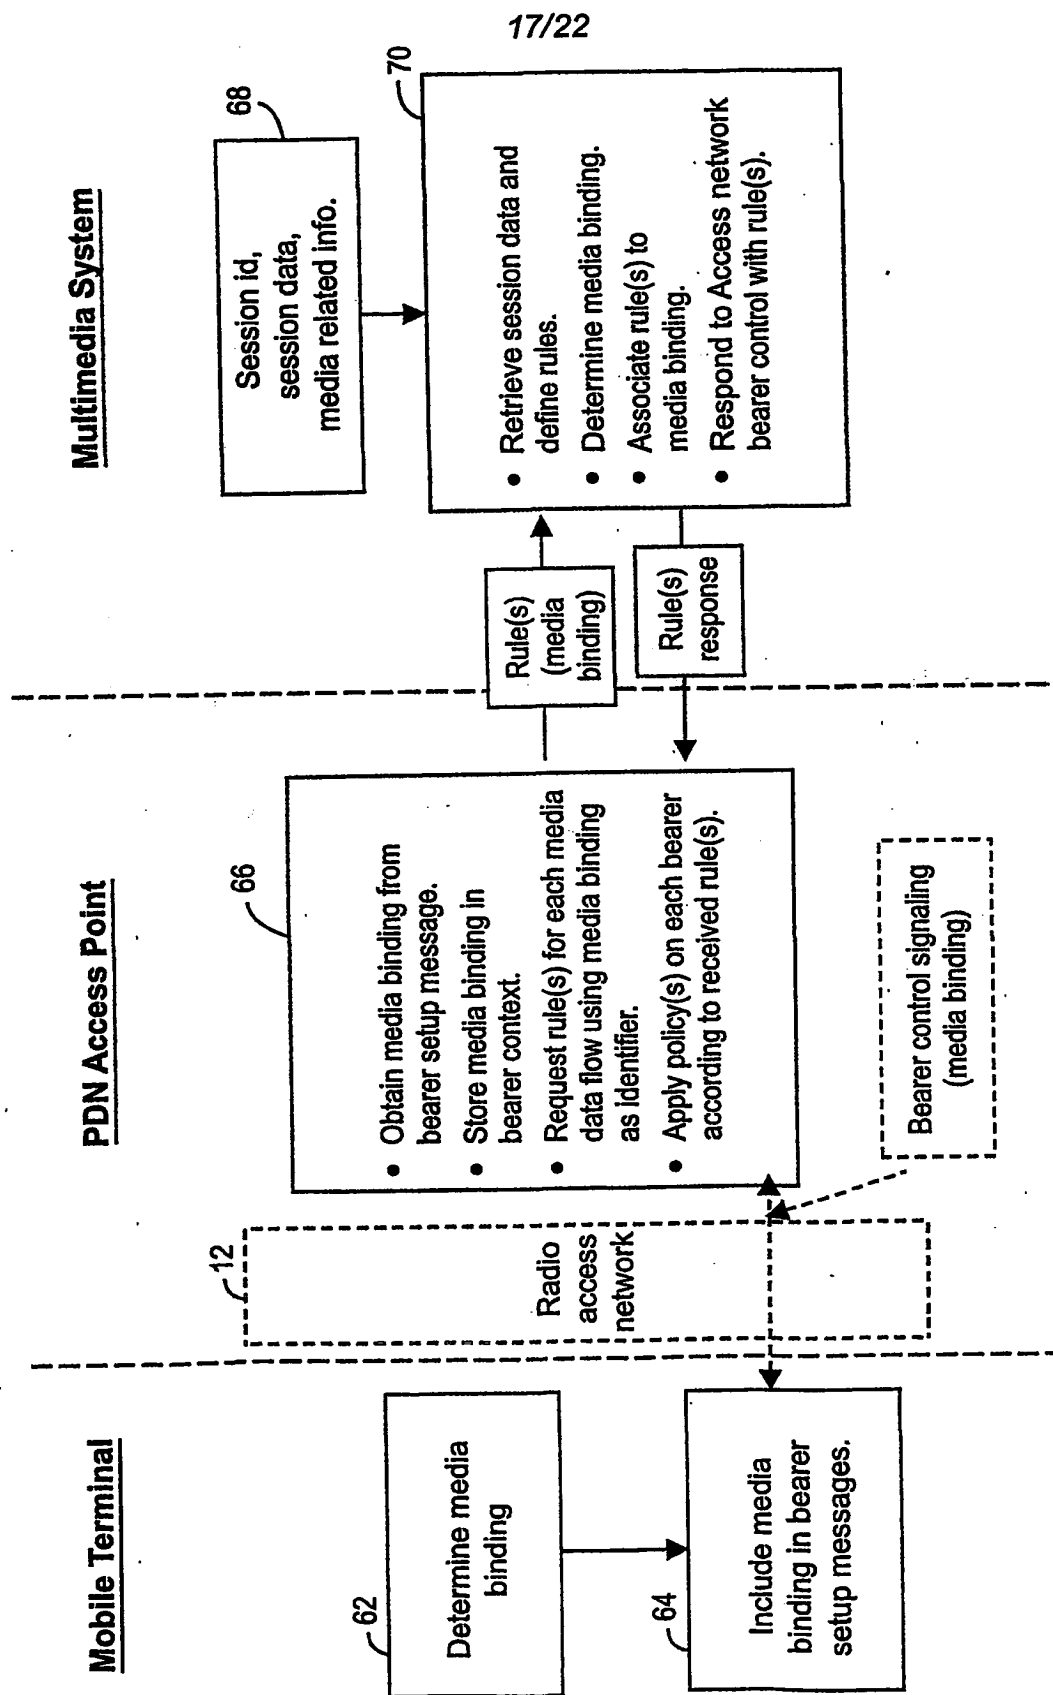 17/22
Mobile Terminal
62
Determine media
binding
64
Include media
binding in bearer
setup messages.
PDN Access Point
12
Radio
access
network
66
• Obtain media binding from
bearer setup message.
• Store media binding in
bearer context.
• Request rule(s) for each media
data flow using media binding
as identifier.
• Apply policy(s) on each bearer
according to received rule(s).
Bearer control signaling
(media binding)
Multimedia System
Rule(s)
(media
binding)
Rule(s)
response
68
Session id,
session data,
media related info.
70
• Retrieve session data and
define rules.
• Determine media binding.
• Associate rule(s) to
media binding.
• Respond to Access network
bearer control with rule(s).